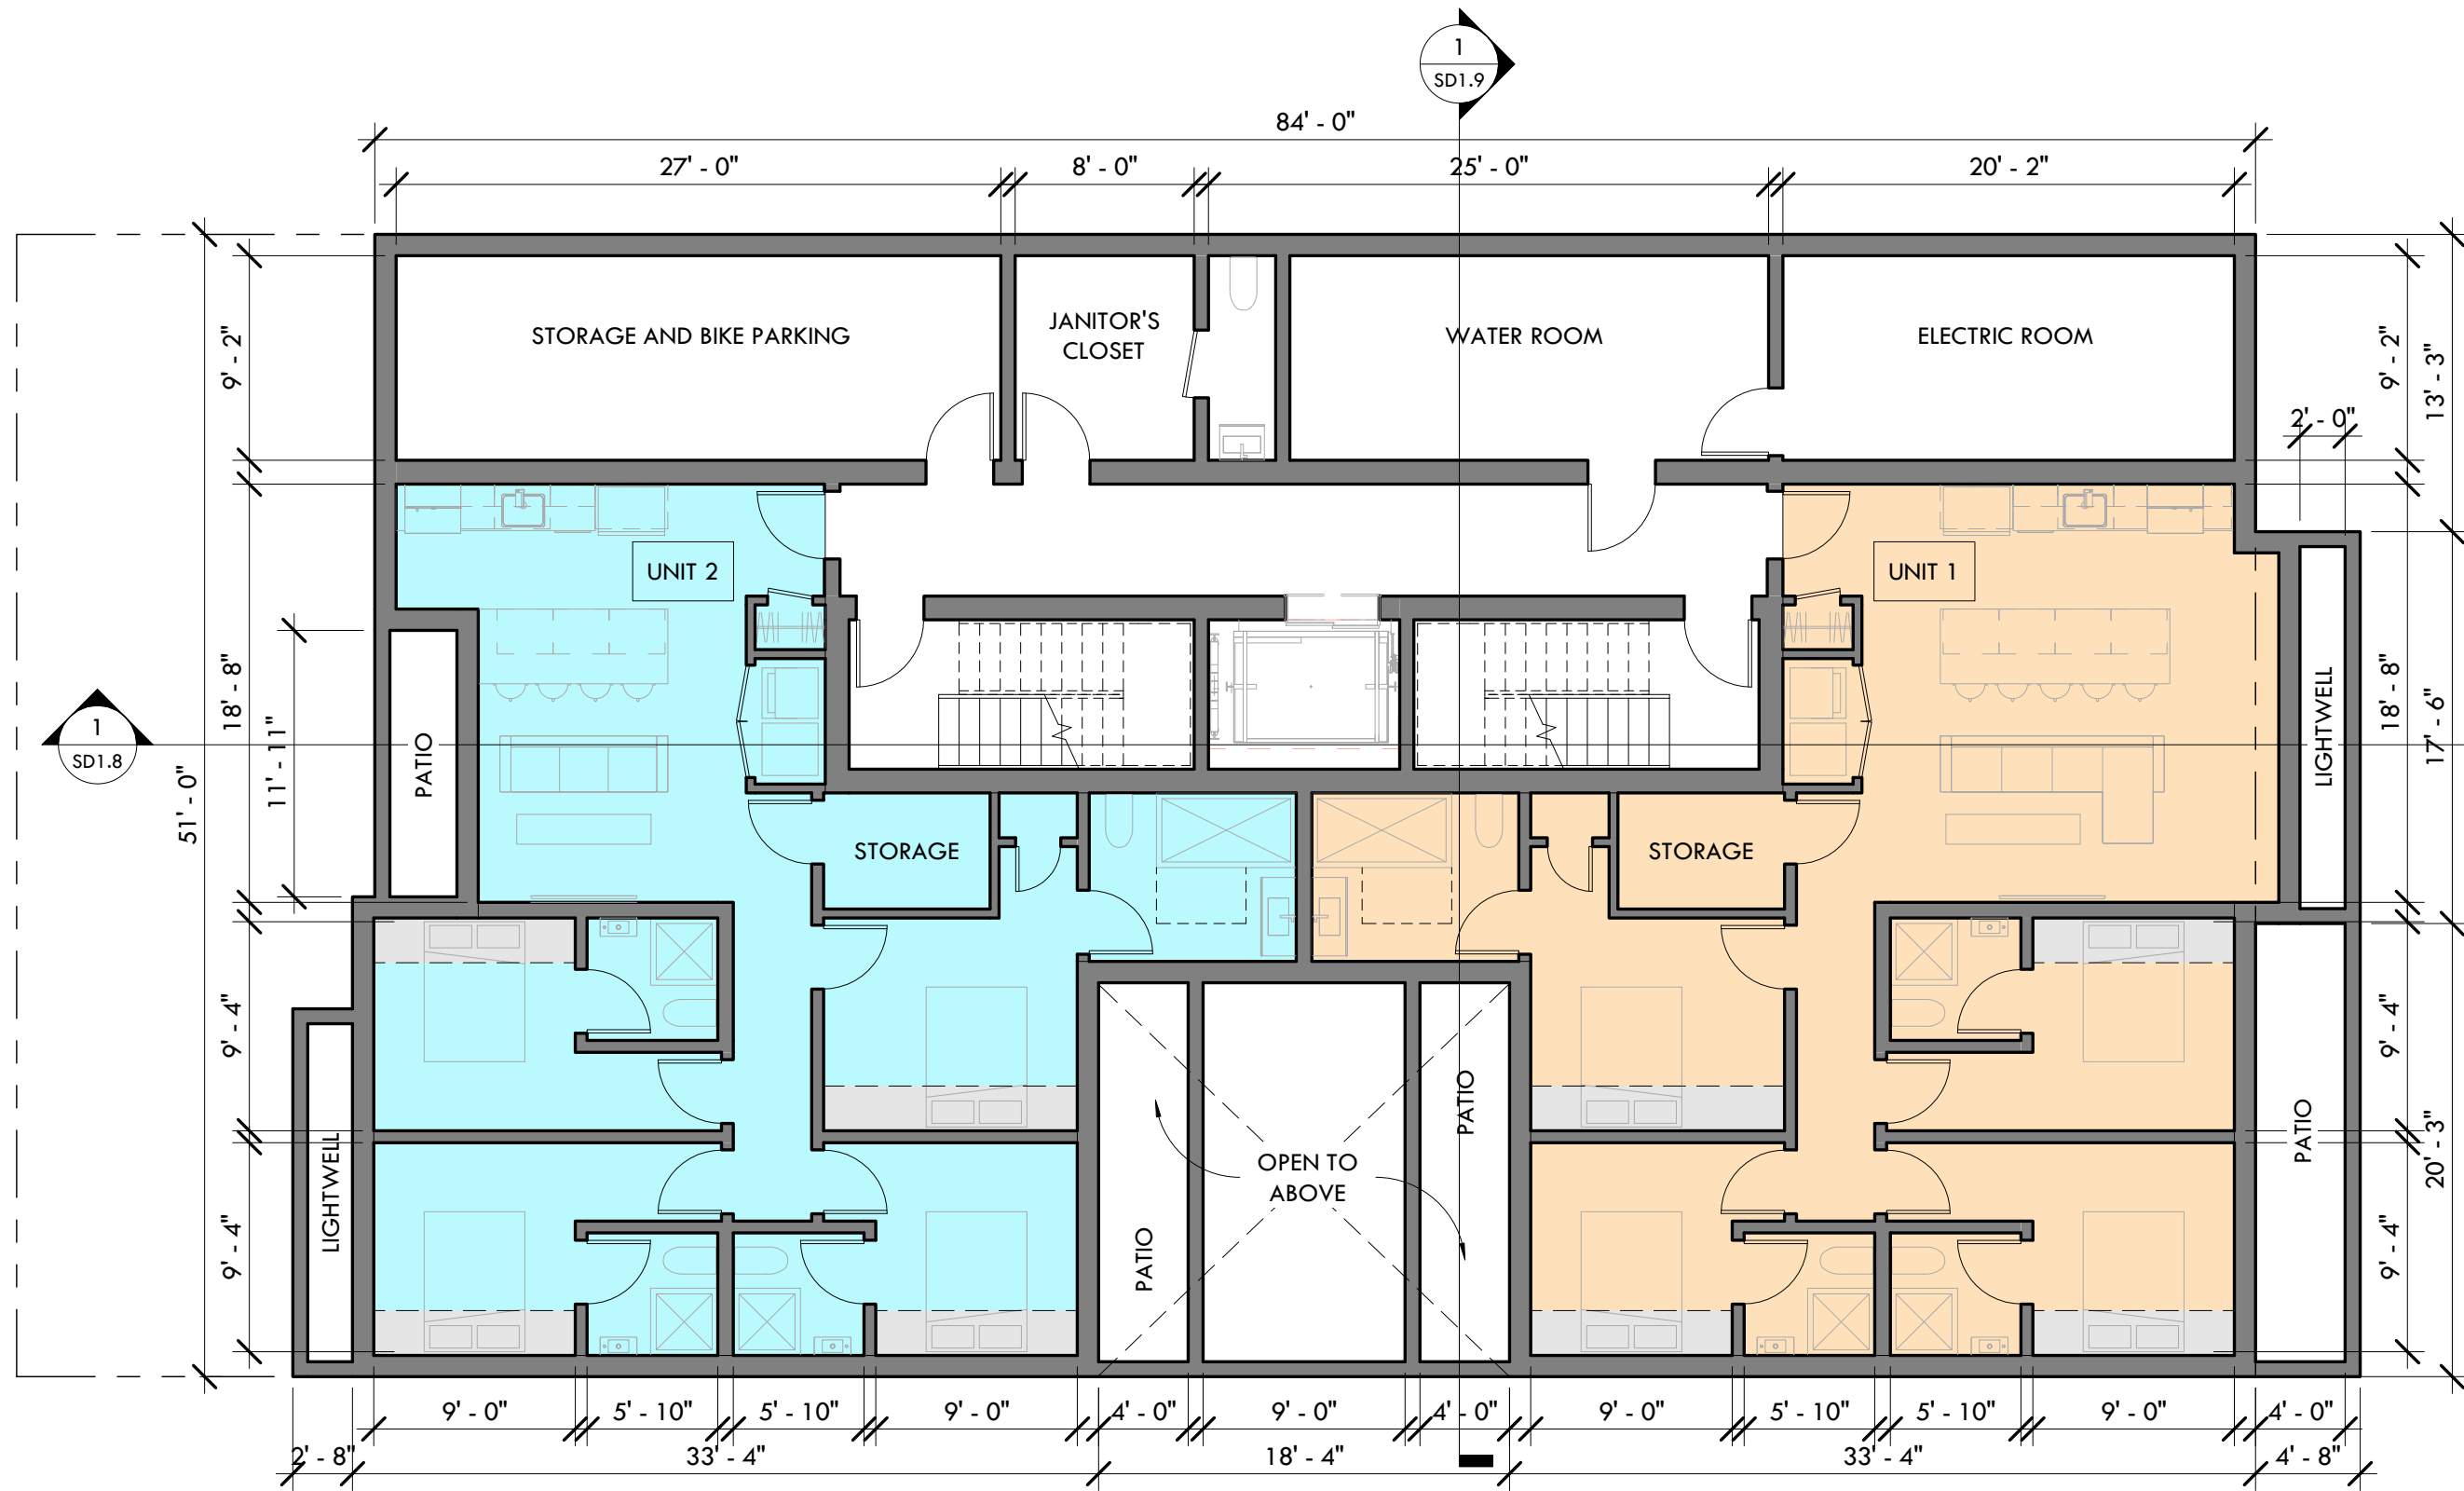 1
SD1.9
84' - 0"
27' - 0"
8' - 0"
25' - 0"
20' - 2"
STORAGE AND BIKE PARKING
JANITOR'S
CLOSET
WATER ROOM
ELECTRIC ROOM
9' - 2"
9' - 2"
13' - 3"
2' - 0"
UNIT 2
UNIT 1
18' - 8"
11' - 11"
51' - 0"
PATIO
1
SD1.8
LIGHTWELL
18' - 8"
17' - 6"
STORAGE
STORAGE
9' - 4"
9' - 4"
LIGHTWELL
PATIO
OPEN TO
ABOVE
PATIO
PATIO
9' - 4"
9' - 4"
20' - 3"
9' - 0"
5' - 10"
5' - 10"
9' - 0"
4' - 0"
9' - 0"
4' - 0"
9' - 0"
5' - 10"
5' - 10"
9' - 0"
4' - 0"
2' - 8"
33' - 4"
18' - 4"
33' - 4"
4' - 8"